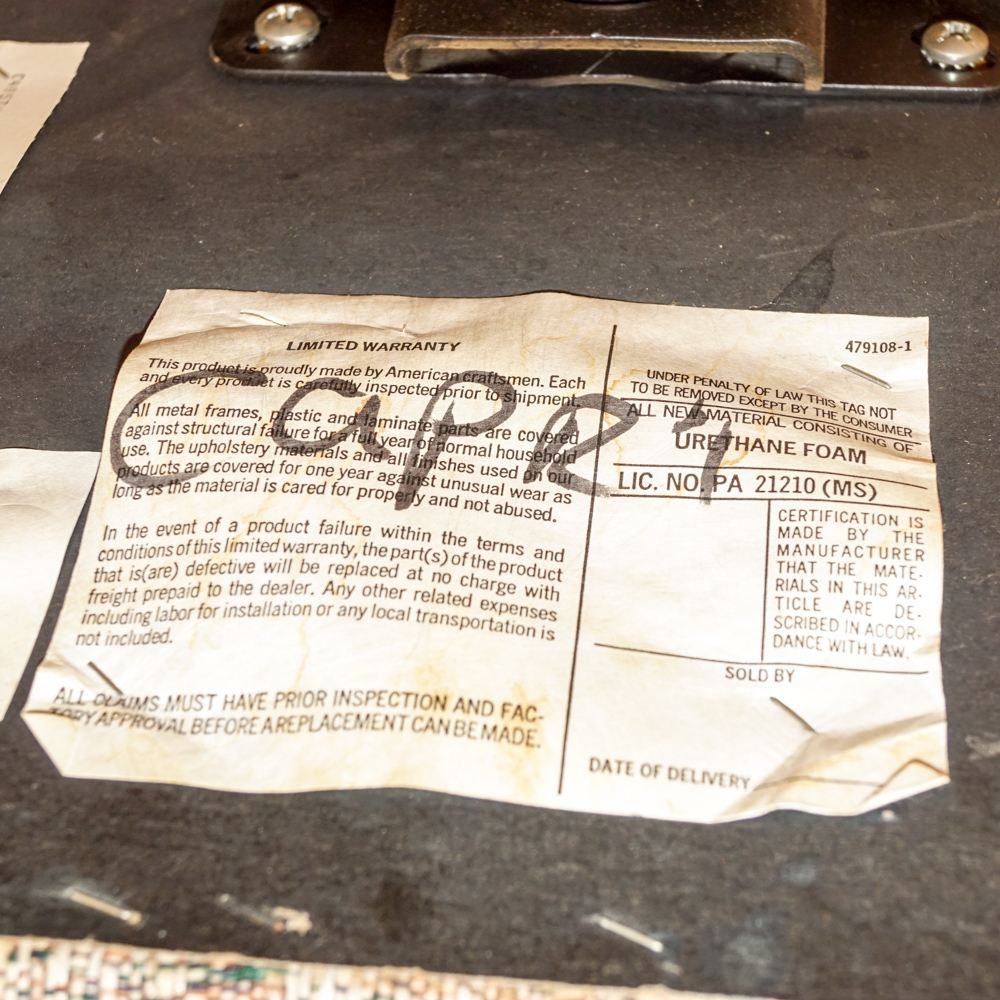 LIMITED WARRANTY
This product is proudly made by American craftsmen. Each
and every product is carefully inspected prior to shipment.
All metal frames, plastic and laminate parts are covered
against structural failure for a full year of normal household
use. The upholstery materials and all finishes used on our
products are covered for one year against unusual wear as
long as the material is cared for properly and not abused.
In the event of a product failure within the terms and
conditions of this limited warranty, the part(s) of the product
that is(are) defective will be replaced at no charge with
freight prepaid to the dealer. Any other related expenses
including labor for installation or any local transportation is
not included.
ALL CLAIMS MUST HAVE PRIOR INSPECTION AND FAC-
TORY APPROVAL BEFORE A REPLACEMENT CAN BE MADE.
479108-1
UNDER PENALTY OF LAW THIS TAG NOT
TO BE REMOVED EXCEPT BY THE CONSUMER
ALL NEW MATERIAL CONSISTING OF
URETHANE FOAM
LIC. NO. PA 21210 (MS)
CERTIFICATION IS
MADE BY THE
MANUFACTURER
THAT THE MATE-
RIALS IN THIS AR-
TICLE ARE DE-
SCRIBED IN ACCOR-
DANCE WITH LAW.
SOLD BY
DATE OF DELIVERY